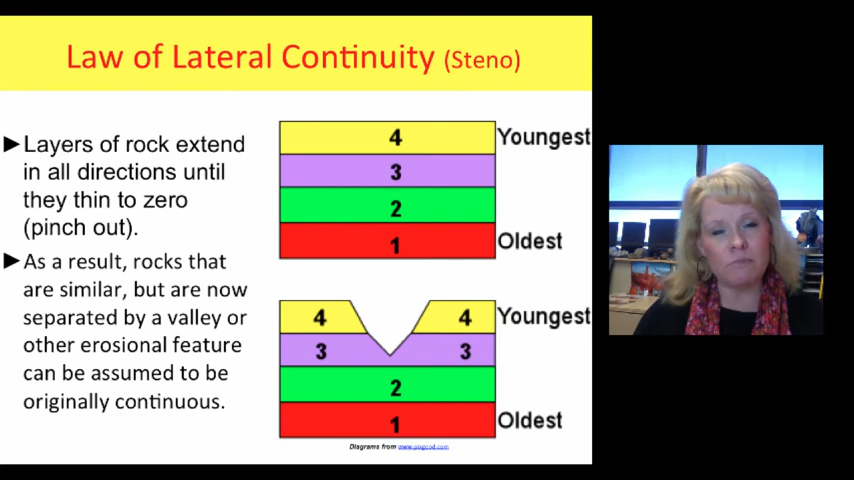 Law of Lateral Continuity (Steno)
►Layers of rock extend
in all directions until
they thin to zero
(pinch out).
►As a result, rocks that
are similar, but are now
separated by a valley or
other erosional feature
can be assumed to be
originally continuous.
4 Youngest
3
2
1 Oldest
4 4 Youngest
3 3
2
1 Oldest
Diagrams from www.pixgood.com